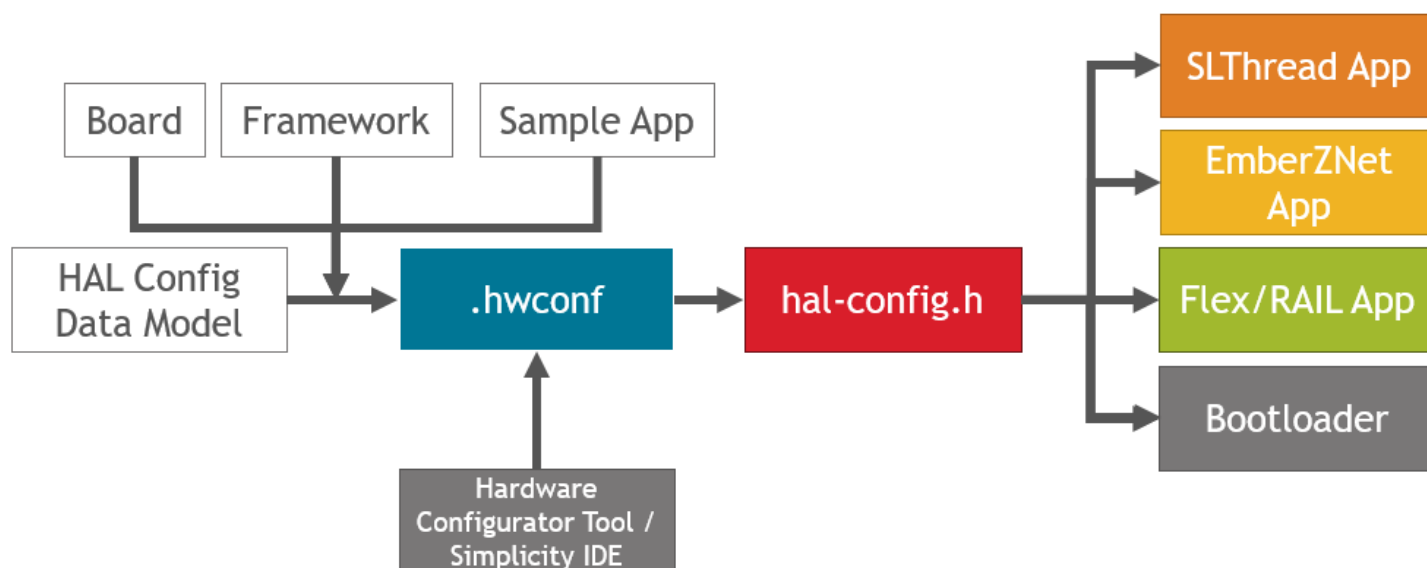 Board
Framework
Sample App
HAL Config
Data Model
.hwconf
hal-config.h
Hardware
Configurator Tool /
Simplicity IDE
SLThread App
EmberZNet
App
Flex/RAIL App
Bootloader